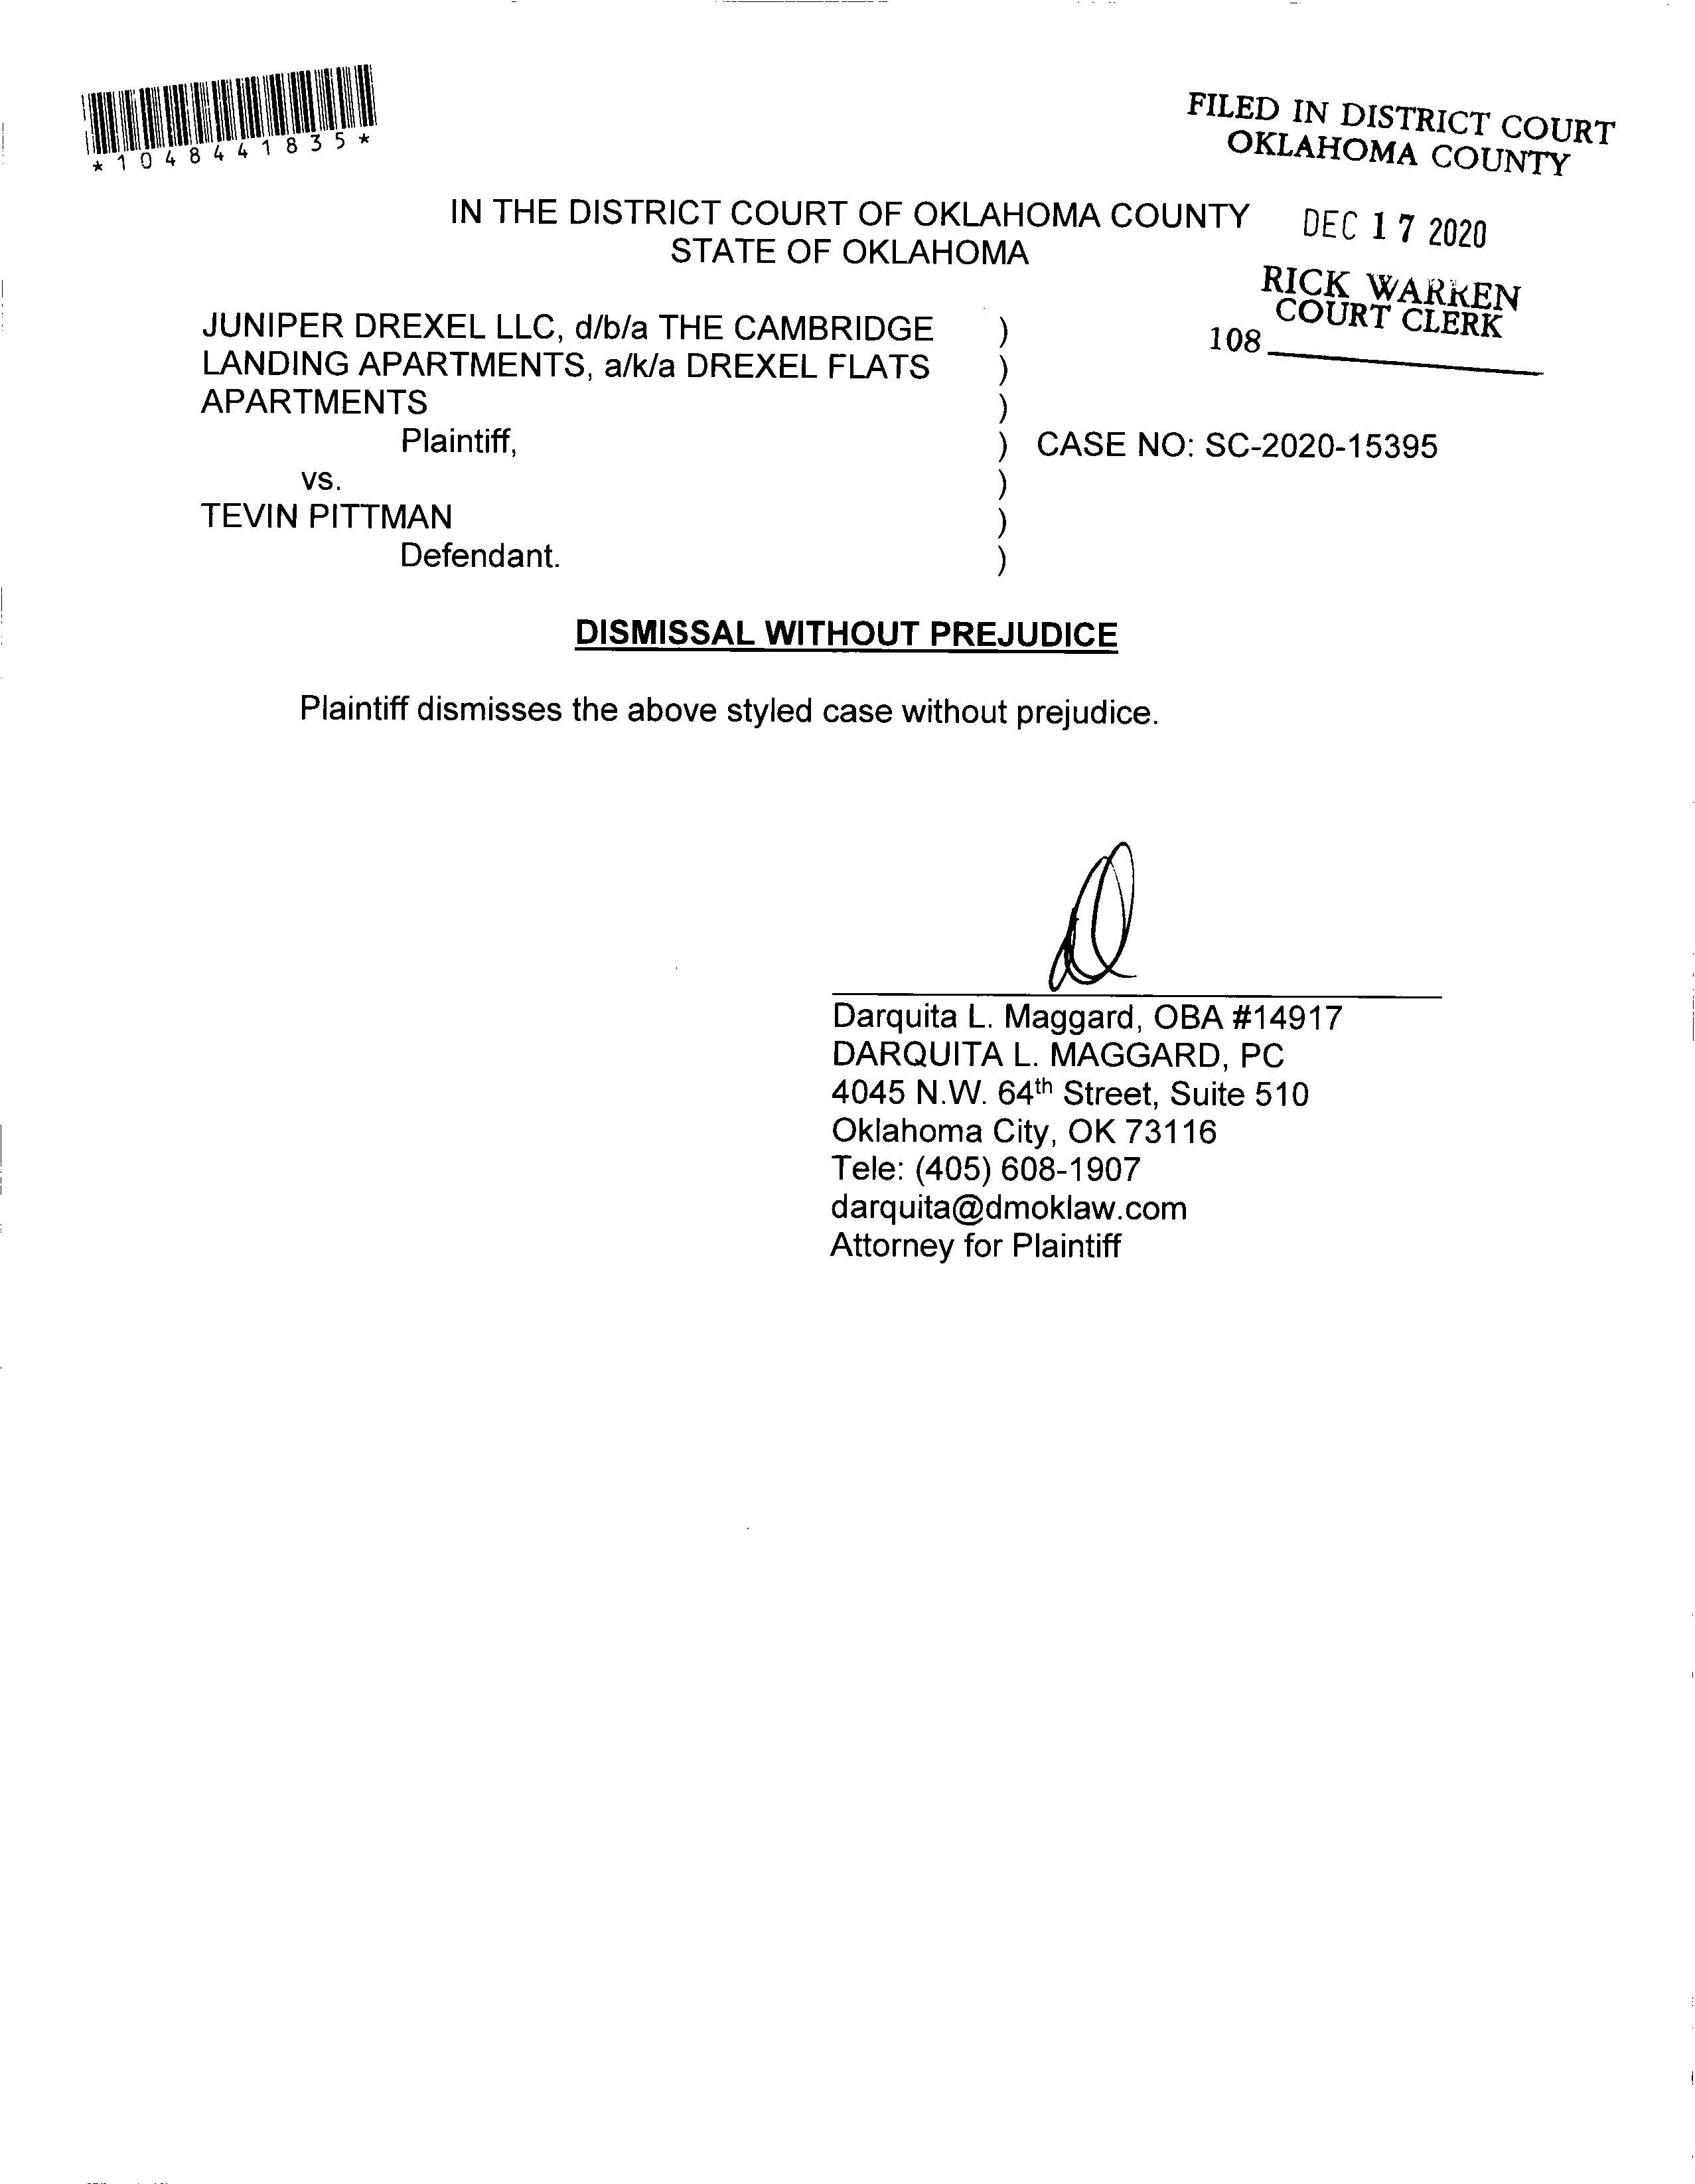 *1048441835*
FILED IN DISTRICT COURT
OKLAHOMA COUNTY
IN THE DISTRICT COURT OF OKLAHOMA COUNTY
STATE OF OKLAHOMA
DEC 17 2020
RICK WARREN
COURT CLERK
108
JUNIPER DREXEL LLC, d/b/a THE CAMBRIDGE )
LANDING APARTMENTS, a/k/a DREXEL FLATS )
APARTMENTS )
Plaintiff, ) CASE NO: SC-2020-15395
vs. )
TEVIN PITTMAN )
Defendant. )
DISMISSAL WITHOUT PREJUDICE
Plaintiff dismisses the above styled case without prejudice.
Darquita L. Maggard, OBA #14917
DARQUITA L. MAGGARD, PC
4045 N.W. 64th Street, Suite 510
Oklahoma City, OK 73116
Tele: (405) 608-1907
darquita@dmoklaw.com
Attorney for Plaintiff